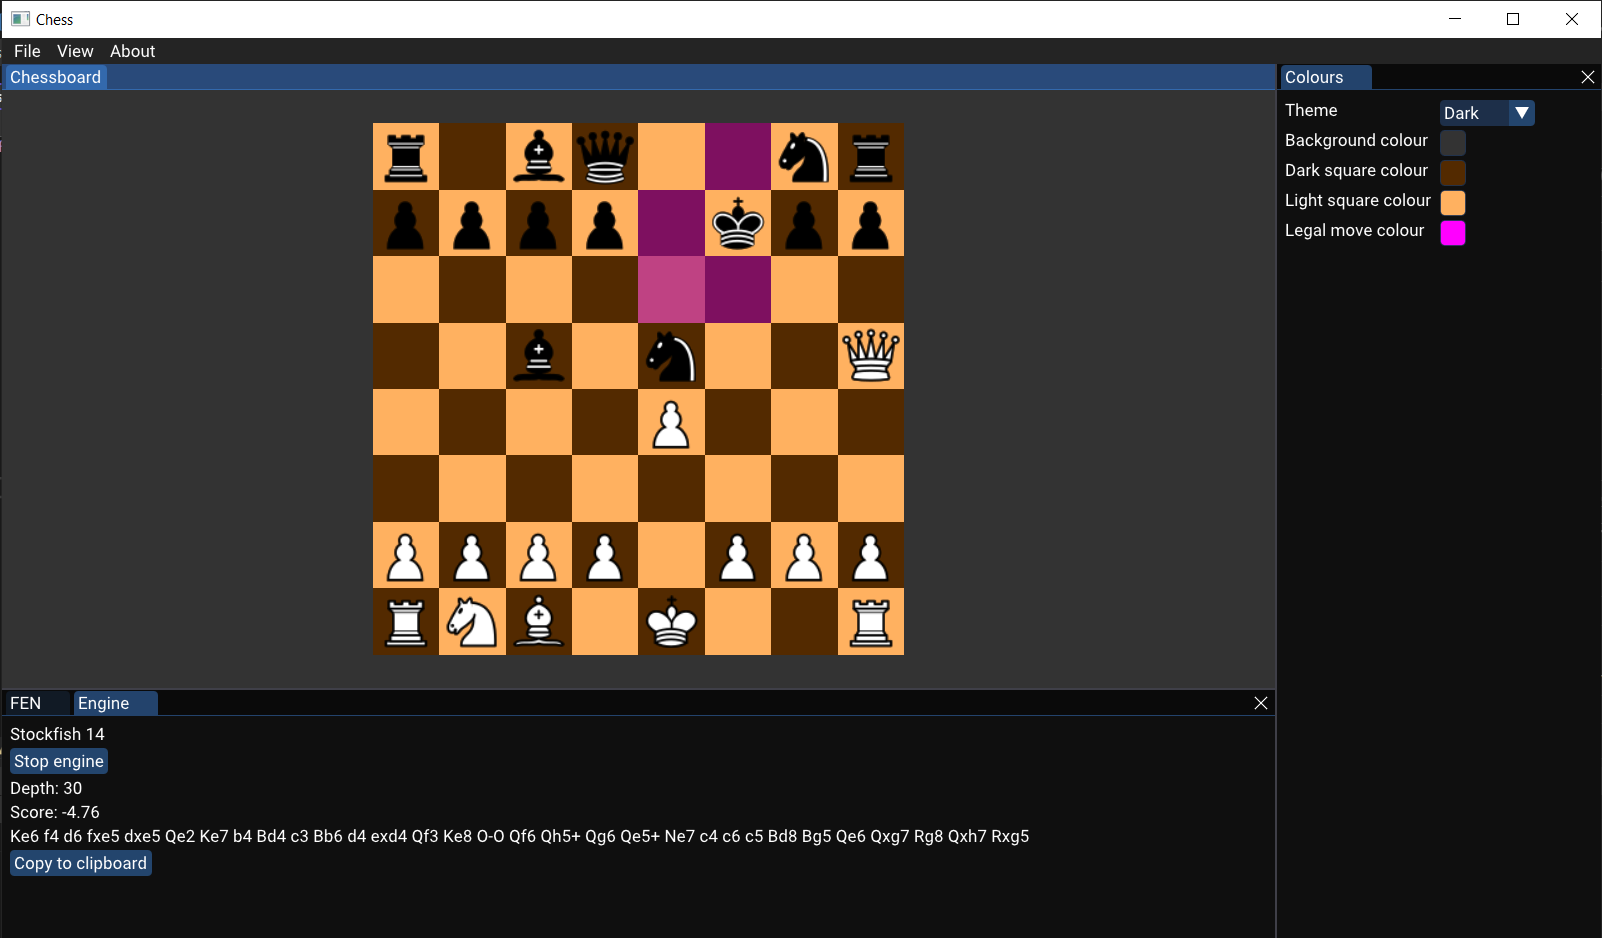 Chess
File View About
Chessboard
Colours
Theme Dark
Background colour
Dark square colour
Light square colour
Legal move colour
FEN Engine
Stockfish 14
Stop engine
Depth: 30
Score: -4.76
Ke6 f4 d6 fxe5 dxe5 Qe2 Ke7 b4 Bd4 c3 Bb6 d4 exd4 Qf3 Ke8 O-O Qf6 Qh5+ Qg6 Qe5+ Ne7 c4 c6 c5 Bd8 Bg5 Qe6 Qxg7 Rg8 Qxh7 Rxg5
Copy to clipboard